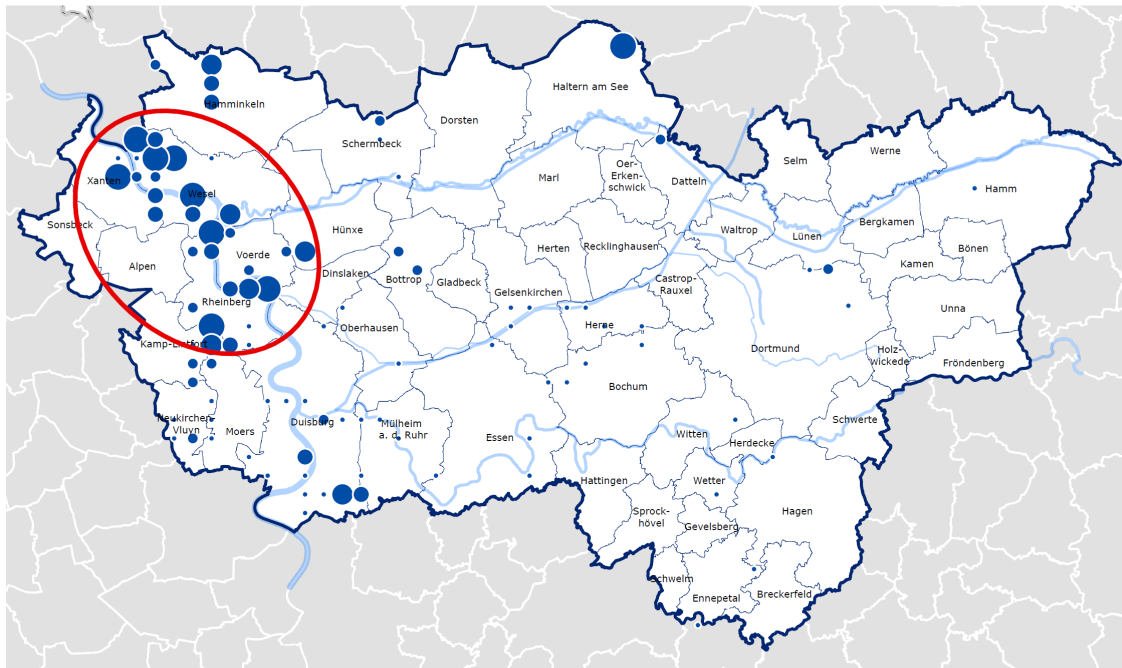 Haltern am See
Hamminkeln
Dorsten
Schermbeck
Werne
Selm
Oer-
Erken-
schwick
Marl
Datteln
Xanten
Wesel
Hamm
Sonsbeck
Hünxe
Waltrop
Lünen
Bergkamen
Herten
Recklinghausen
Bönen
Voerde
Alpen
Kamen
Dinslaken
Bottrop
Gladbeck
Castrop-
Rauxel
Gelsenkirchen
Rheinberg
Unna
Oberhausen
Herne
Kamp-Lintfort
Dortmund
Holz-
wickede
Fröndenberg
Bochum
Neukirchen-
Vluyn
Moers
Duisburg
Mülheim
a. d. Ruhr
Essen
Witten
Herdecke
Schwerte
Hattingen
Wetter
Sprock-
hövel
Hagen
Gevelsberg
Schwelm
Ennepetal
Breckerfeld